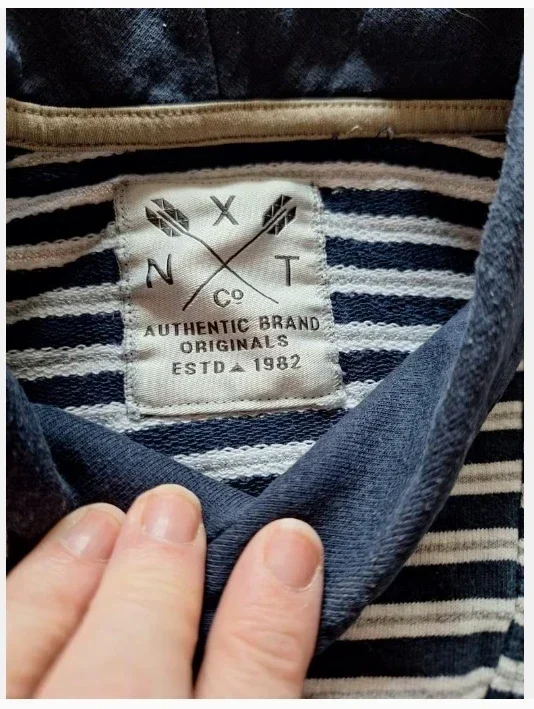 X
N T
Co
AUTHENTIC BRAND
ORIGINALS
ESTD 1982